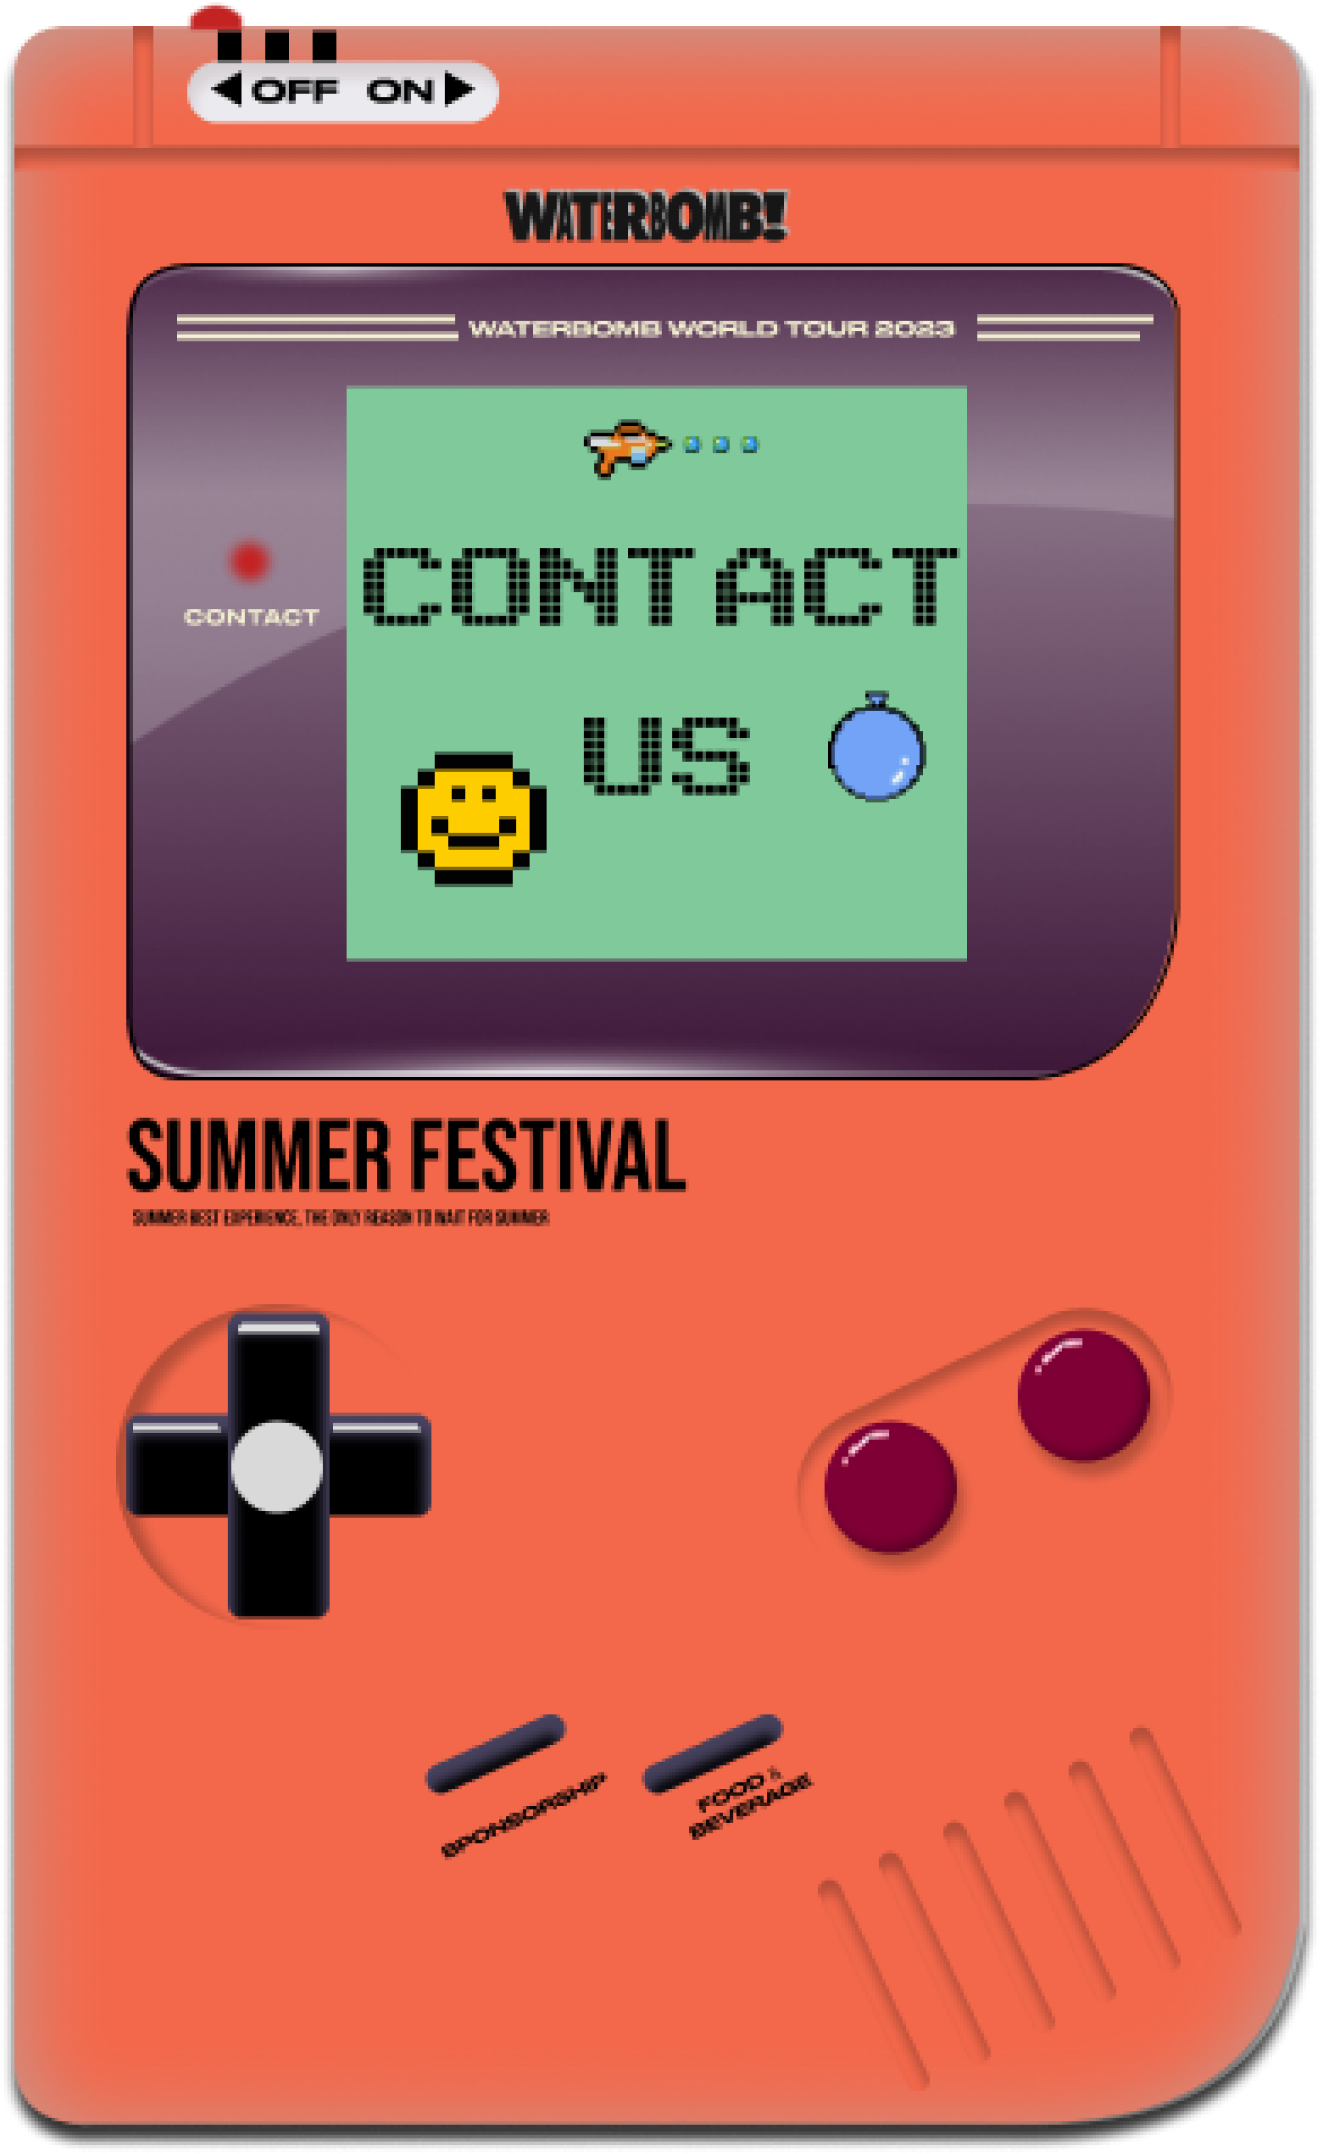 OFF ON
WATERBOMB!
WATERBOMB WORLD TOUR 2023
CONTACT
CONTACT
US
SUMMER FESTIVAL
SUMMER BEST EXPERIENCE, THE ONLY REASON TO WAIT FOR SUMMER
SPONSORSHIP
FOOD &
BEVERAGE